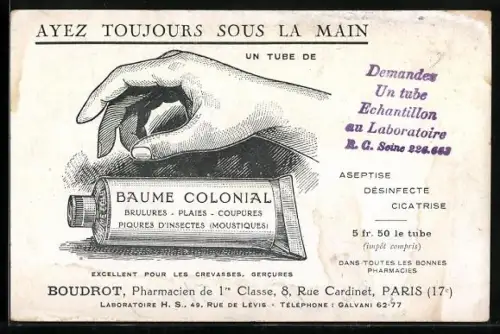 AYEZ TOUJOURS SOUS LA MAIN
UN TUBE DE
Demandez
Un tube
Echantillon
au Laboratoire
R. C. Seine 226.663
BAUME COLONIAL
BRULURES - PLAIES - COUPURES
PIQURES D'INSECTES (MOUSTIQUES)
ASEPTISE
DÉSINFECTE
CICATRISE
5 fr. 50 le tube
(impôt compris)
DANS TOUTES LES BONNES
PHARMACIES
EXCELLENT POUR LES CREVASSES, GERÇURES
BOUDROT, Pharmacien de 1re Classe, 8, Rue Cardinet, PARIS (17e)
LABORATOIRE H. S., 49, RUE DE LÉVIS - TÉLÉPHONE : GALVANI 62-77